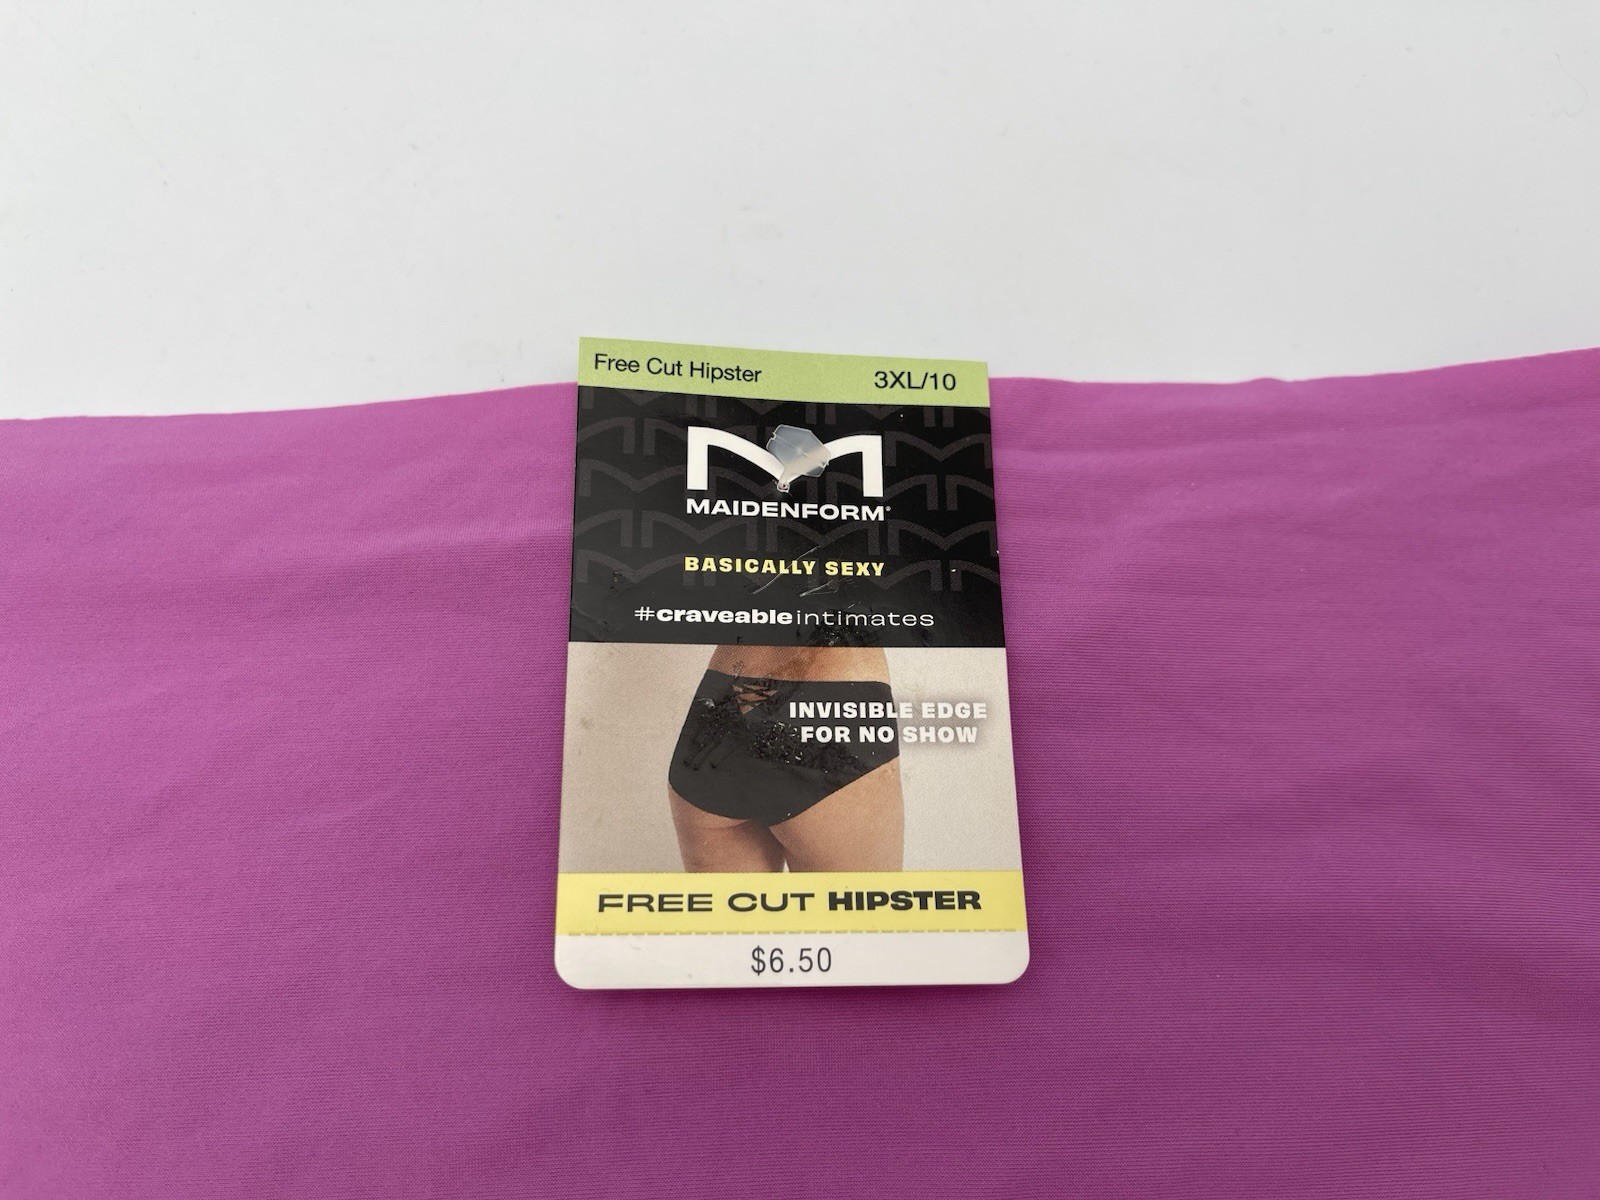 Free Cut Hipster 3XL/10
MAIDENFORM®
BASICALLY SEXY
#craveableintimates
INVISIBLE EDGE
FOR NO SHOW
FREE CUT HIPSTER
$6.50